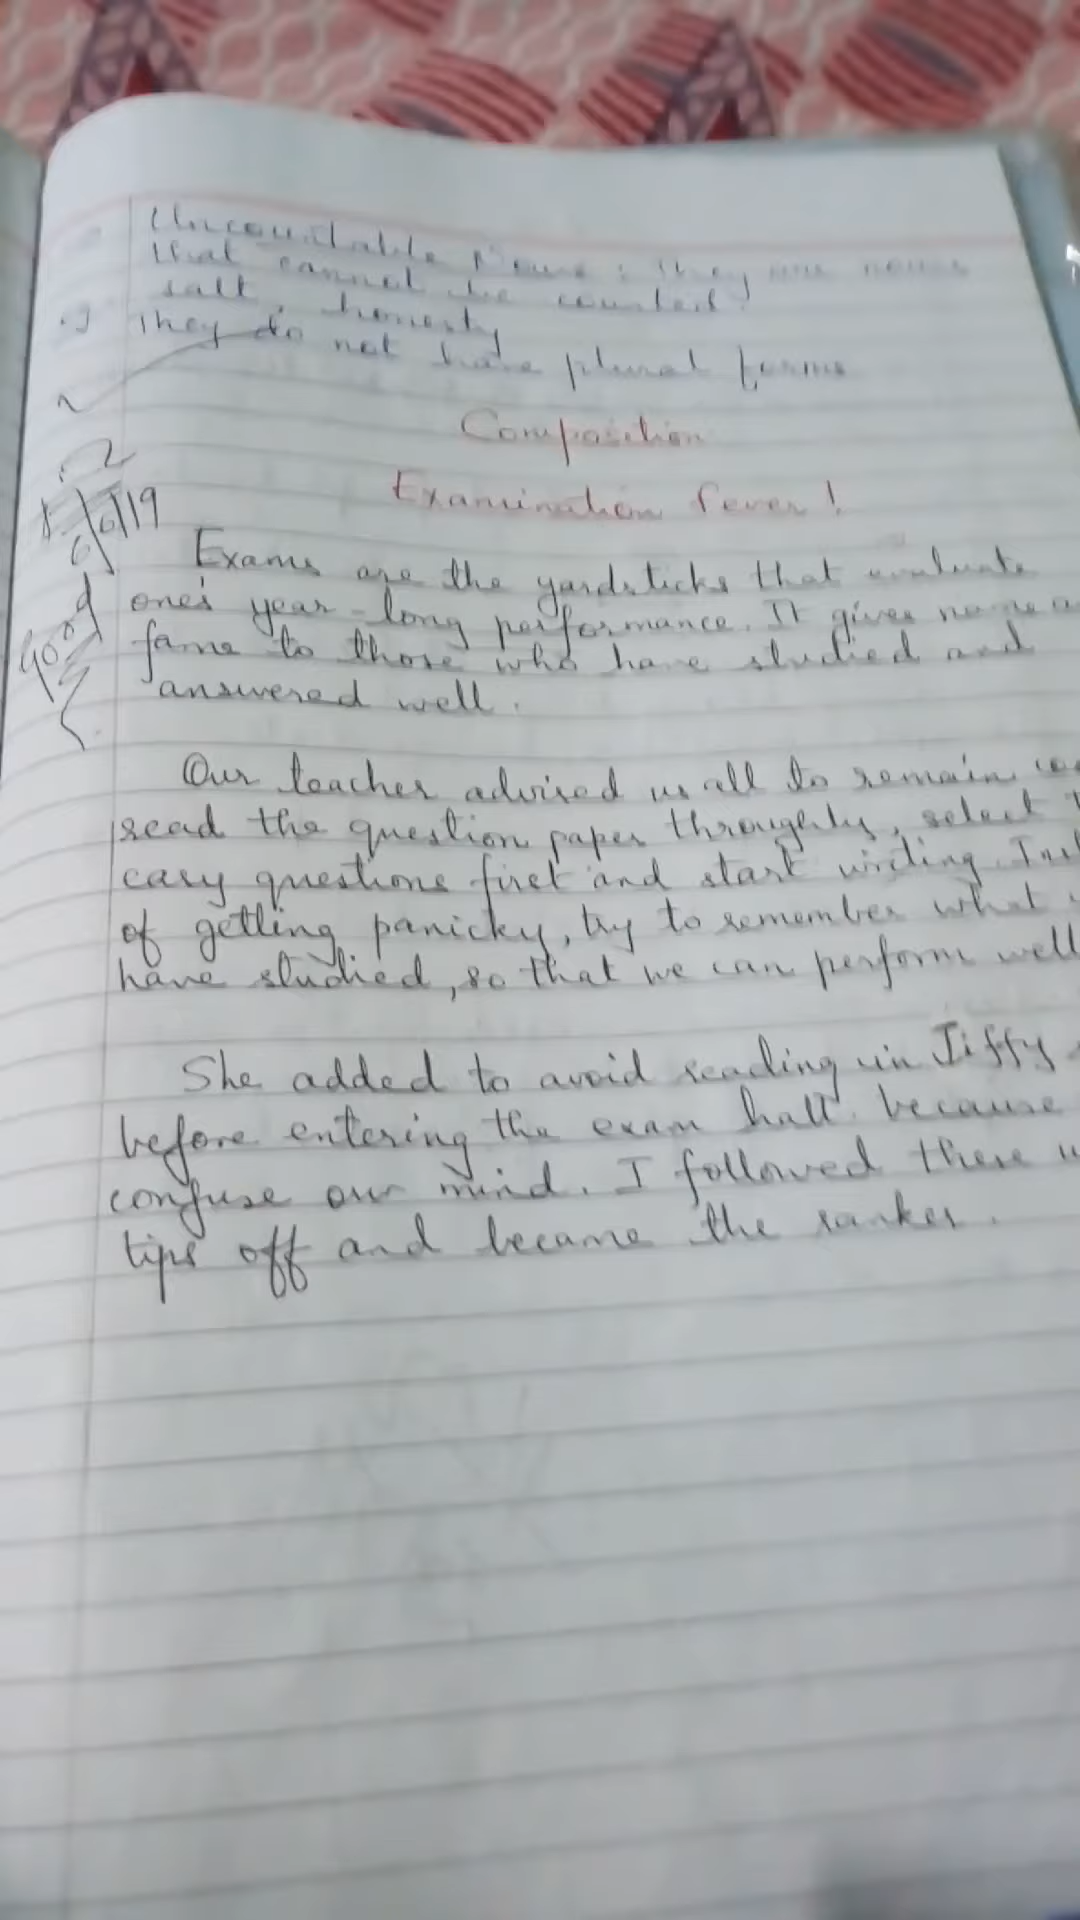 Uncountable Nouns : They are nouns
that cannot be counted.
salt, honesty
They do not have plural forms
Composition
Examination fever!
6/6/19
Good
Exams are the yardsticks that evaluate
one's year-long performance. It gives name
fame to those who have studied and
answered well.
Our teacher advised us all to remain
read the question paper throughly, select
easy questions first and start writing.
of getting panicky, try to remember what
have studied, so that we can perform well
She added to avoid reading in Jiffy
before entering the exam hall because
confuse our mind. I followed these
tips off and became the ranker.